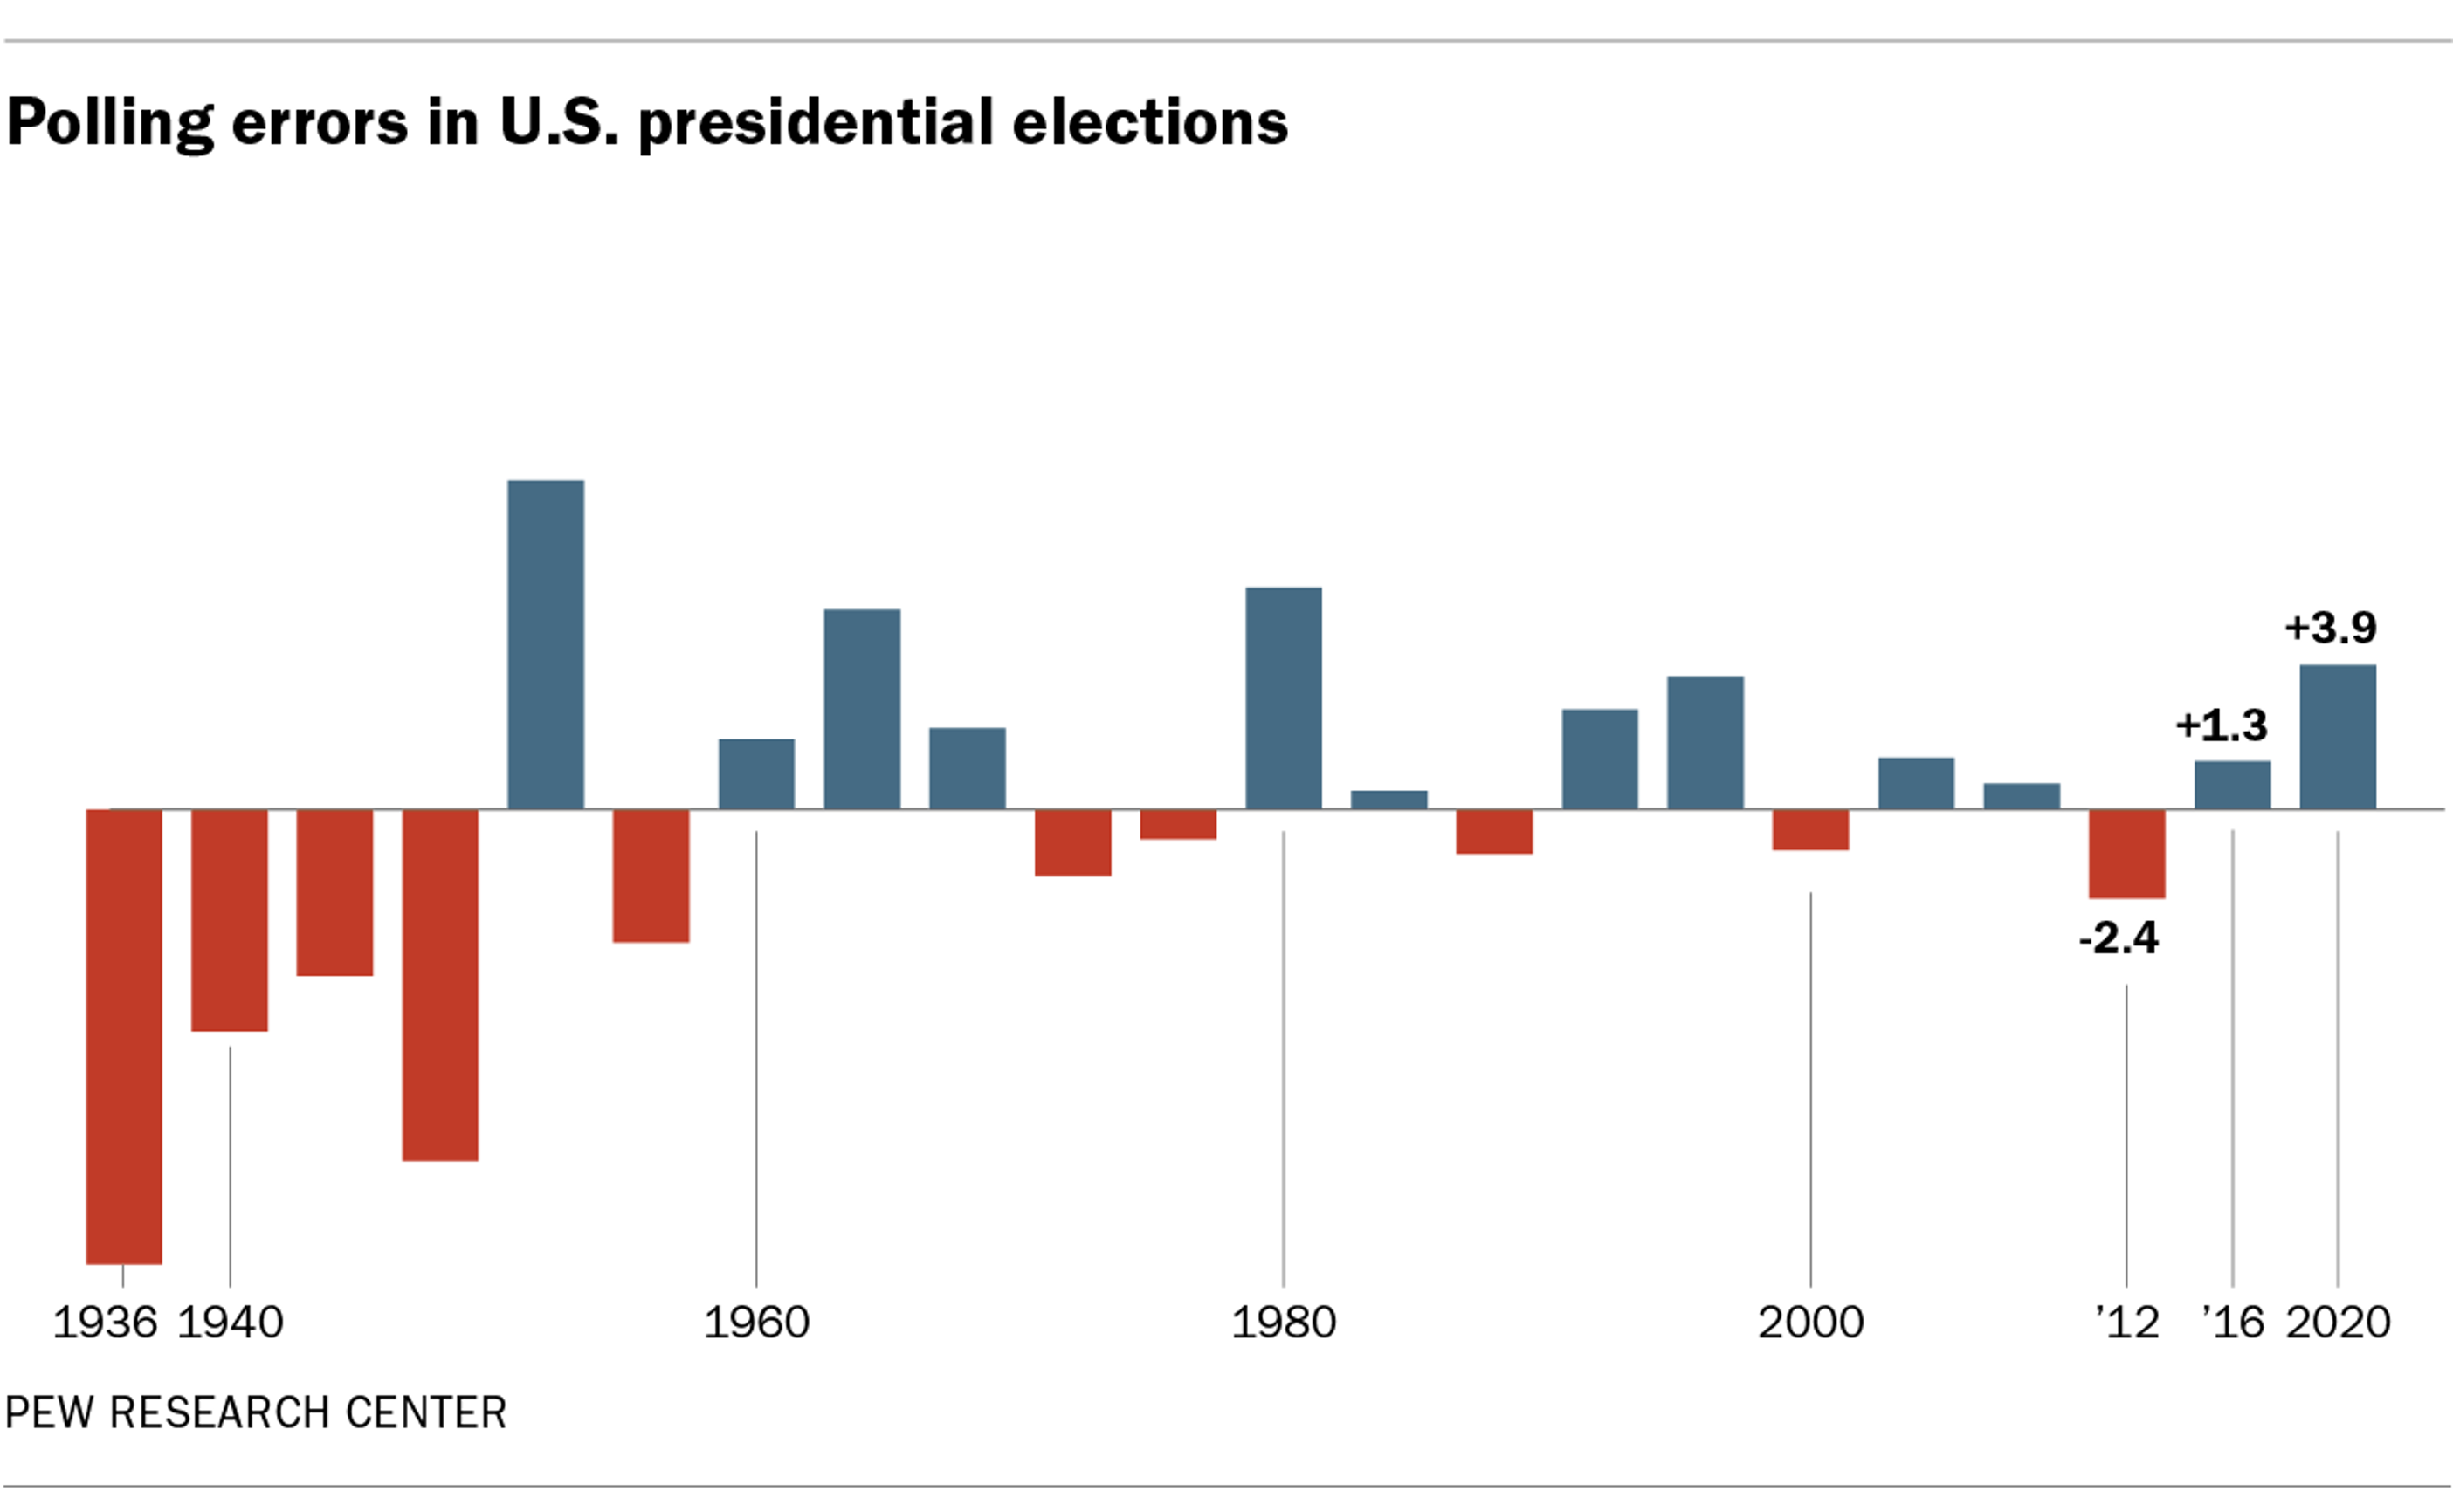 Polling errors in U.S. presidential elections
+3.9
+1.3
-2.4
1936 1940 1960 1980 2000 ’12 ’16 2020
PEW RESEARCH CENTER